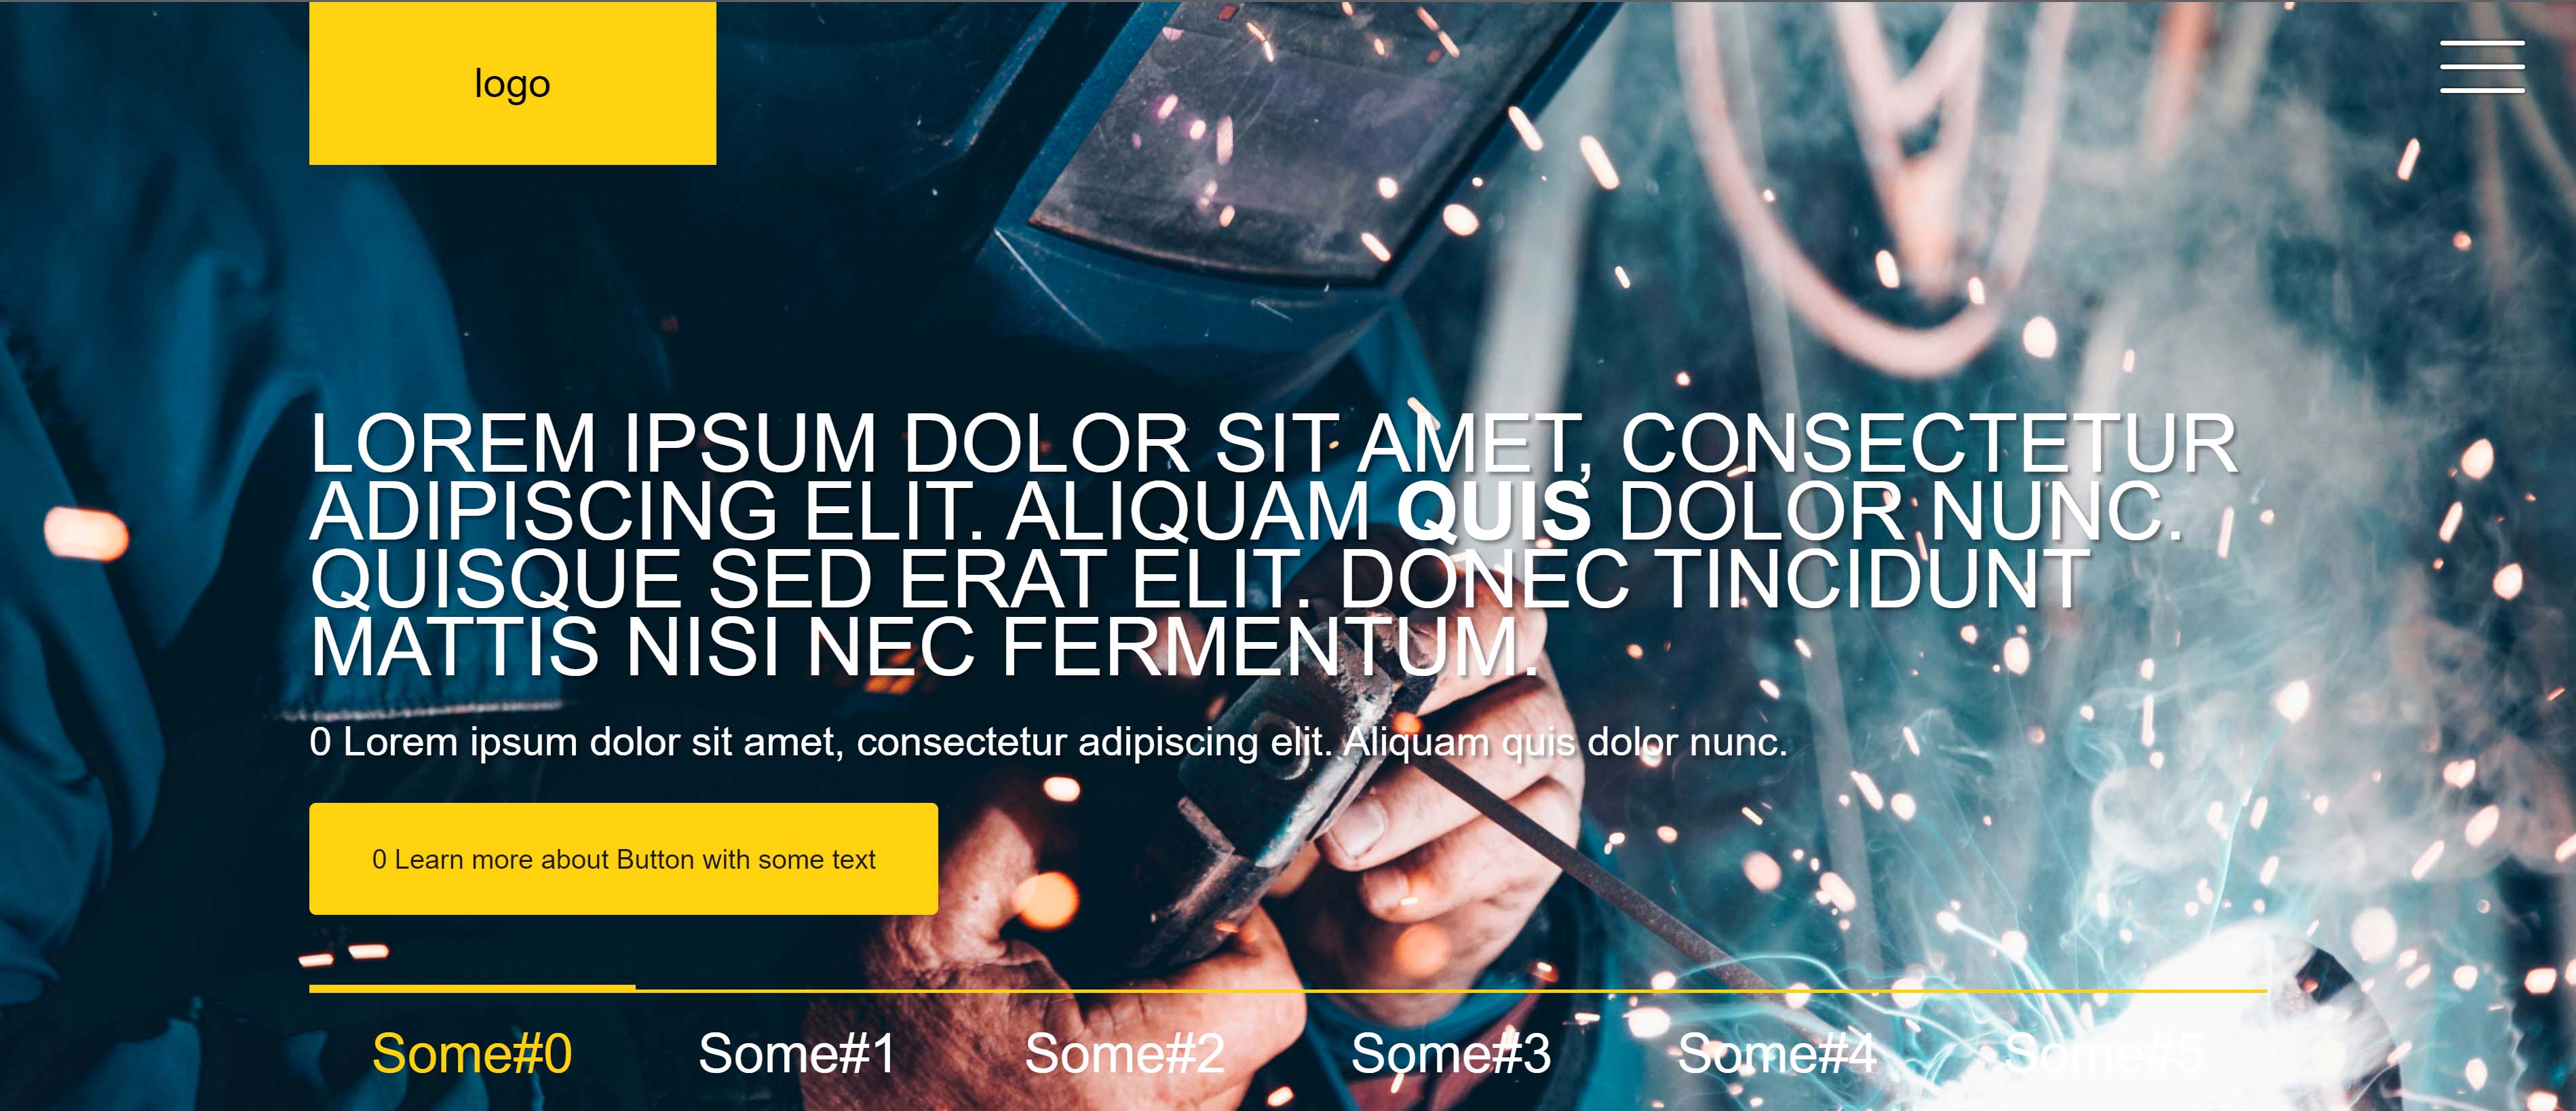 logo
LOREM IPSUM DOLOR SIT AMET, CONSECTETUR
ADIPISCING ELIT. ALIQUAM QUIS DOLOR NUNC.
QUISQUE SED ERAT ELIT. DONEC TINCIDUNT
MATTIS NISI NEC FERMENTUM.
0 Lorem ipsum dolor sit amet, consectetur adipiscing elit. Aliquam quis dolor nunc.
0 Learn more about Button with some text
Some#0 Some#1 Some#2 Some#3 Some#4 Some#5